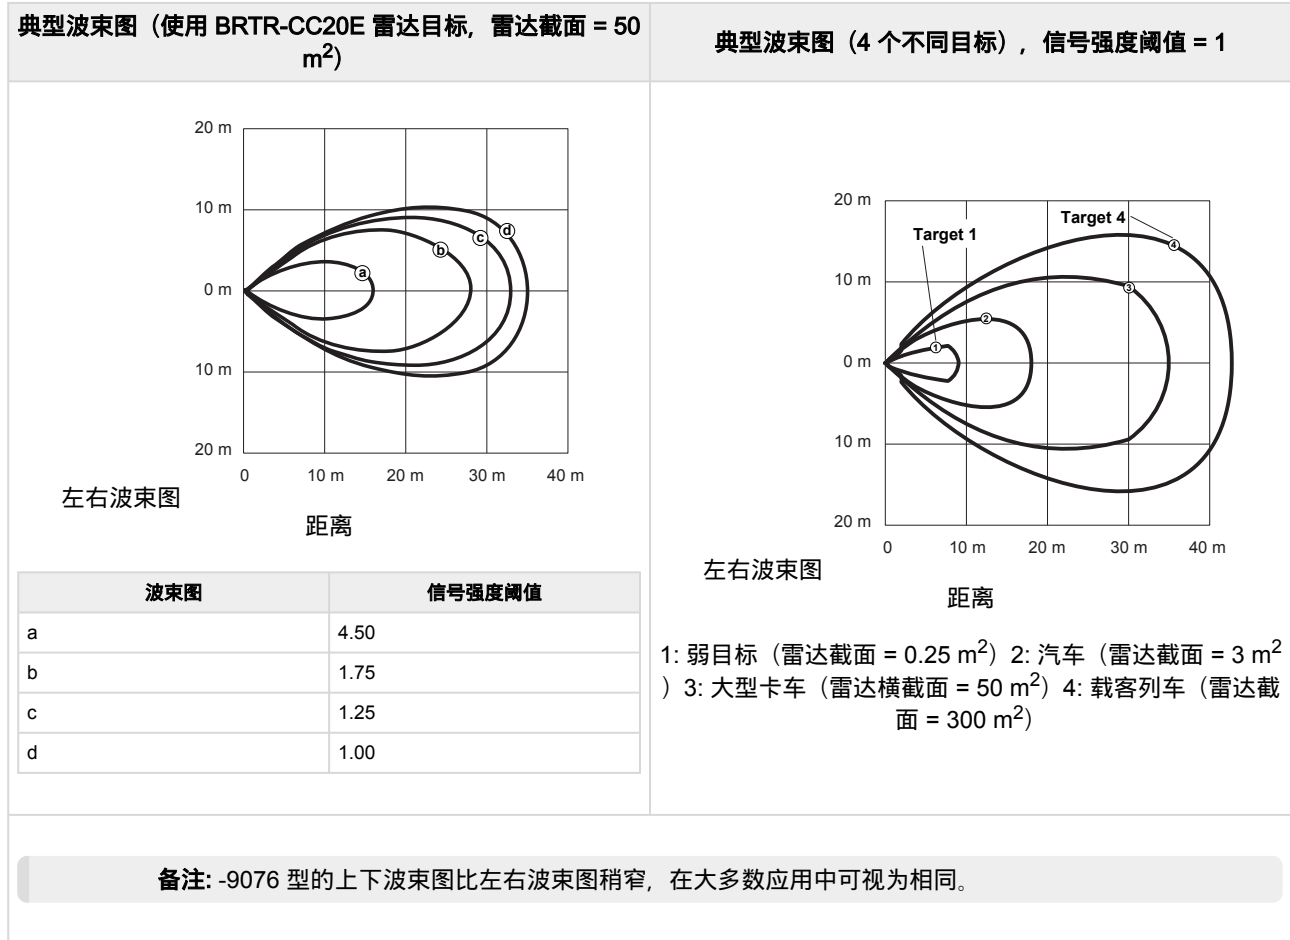 典型波束图（使用 BRTR-CC20E 雷达目标，雷达截面 = 50
m²）
20 m
10 m
0 m
10 m
20 m
a
b
c
d
0
10 m
20 m
30 m
40 m
左右波束图
距离
波束图
信号强度阈值
a
4.50
b
1.75
c
1.25
d
1.00
典型波束图（4 个不同目标），信号强度阈值 = 1
20 m
10 m
0 m
10 m
20 m
Target 1
Target 4
1
2
3
4
0
10 m
20 m
30 m
40 m
左右波束图
距离
1: 弱目标（雷达截面 = 0.25 m²）2: 汽车（雷达截面 = 3 m²
）3: 大型卡车（雷达横截面 = 50 m²）4: 载客列车（雷达截
面 = 300 m²）
备注: -9076 型的上下波束图比左右波束图稍窄，在大多数应用中可视为相同。